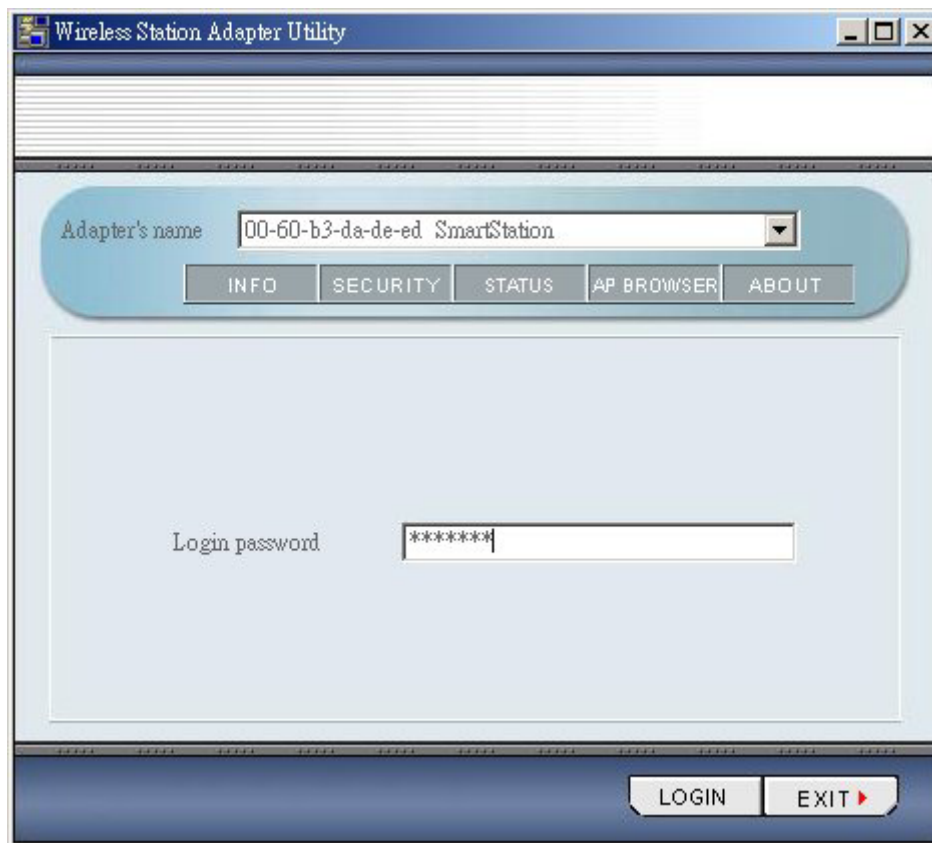 Wireless Station Adapter Utility
Adapter's name 00-60-b3-da-de-ed SmartStation
INFO SECURITY STATUS AP BROWSER ABOUT
Login password *******
LOGIN EXIT